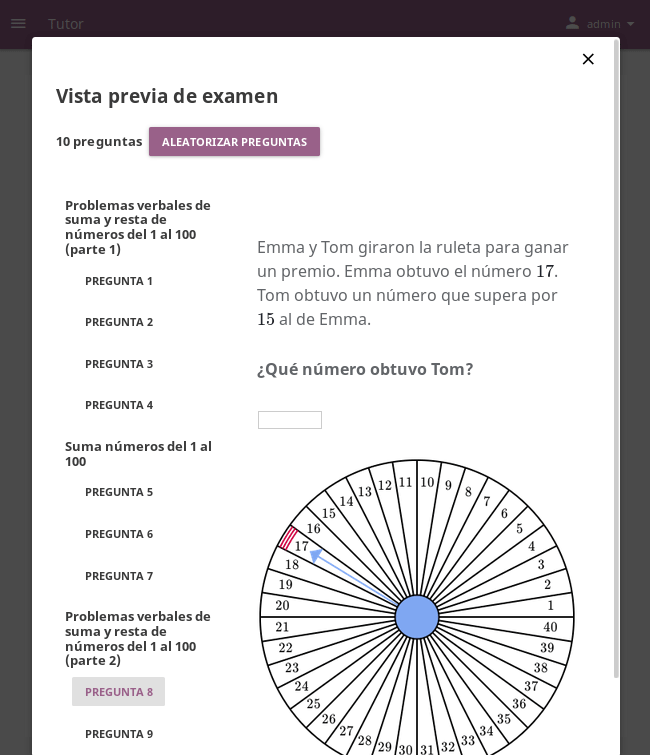 Tutor
admin
Vista previa de examen
10 preguntas
ALEATORIZAR PREGUNTAS
Problemas verbales de
suma y resta de
números del 1 al 100
(parte 1)
PREGUNTA 1
PREGUNTA 2
PREGUNTA 3
PREGUNTA 4
Suma números del 1 al
100
PREGUNTA 5
PREGUNTA 6
PREGUNTA 7
Problemas verbales de
suma y resta de
números del 1 al 100
(parte 2)
PREGUNTA 8
PREGUNTA 9
Emma y Tom giraron la ruleta para ganar
un premio. Emma obtuvo el número 17.
Tom obtuvo un número que supera por
15 al de Emma.
¿Qué número obtuvo Tom?
1
2
3
4
5
6
7
8
9
10
11
12
13
14
15
16
17
18
19
20
21
22
23
24
25
26
27
28
29
30
31
32
33
34
35
36
37
38
39
40